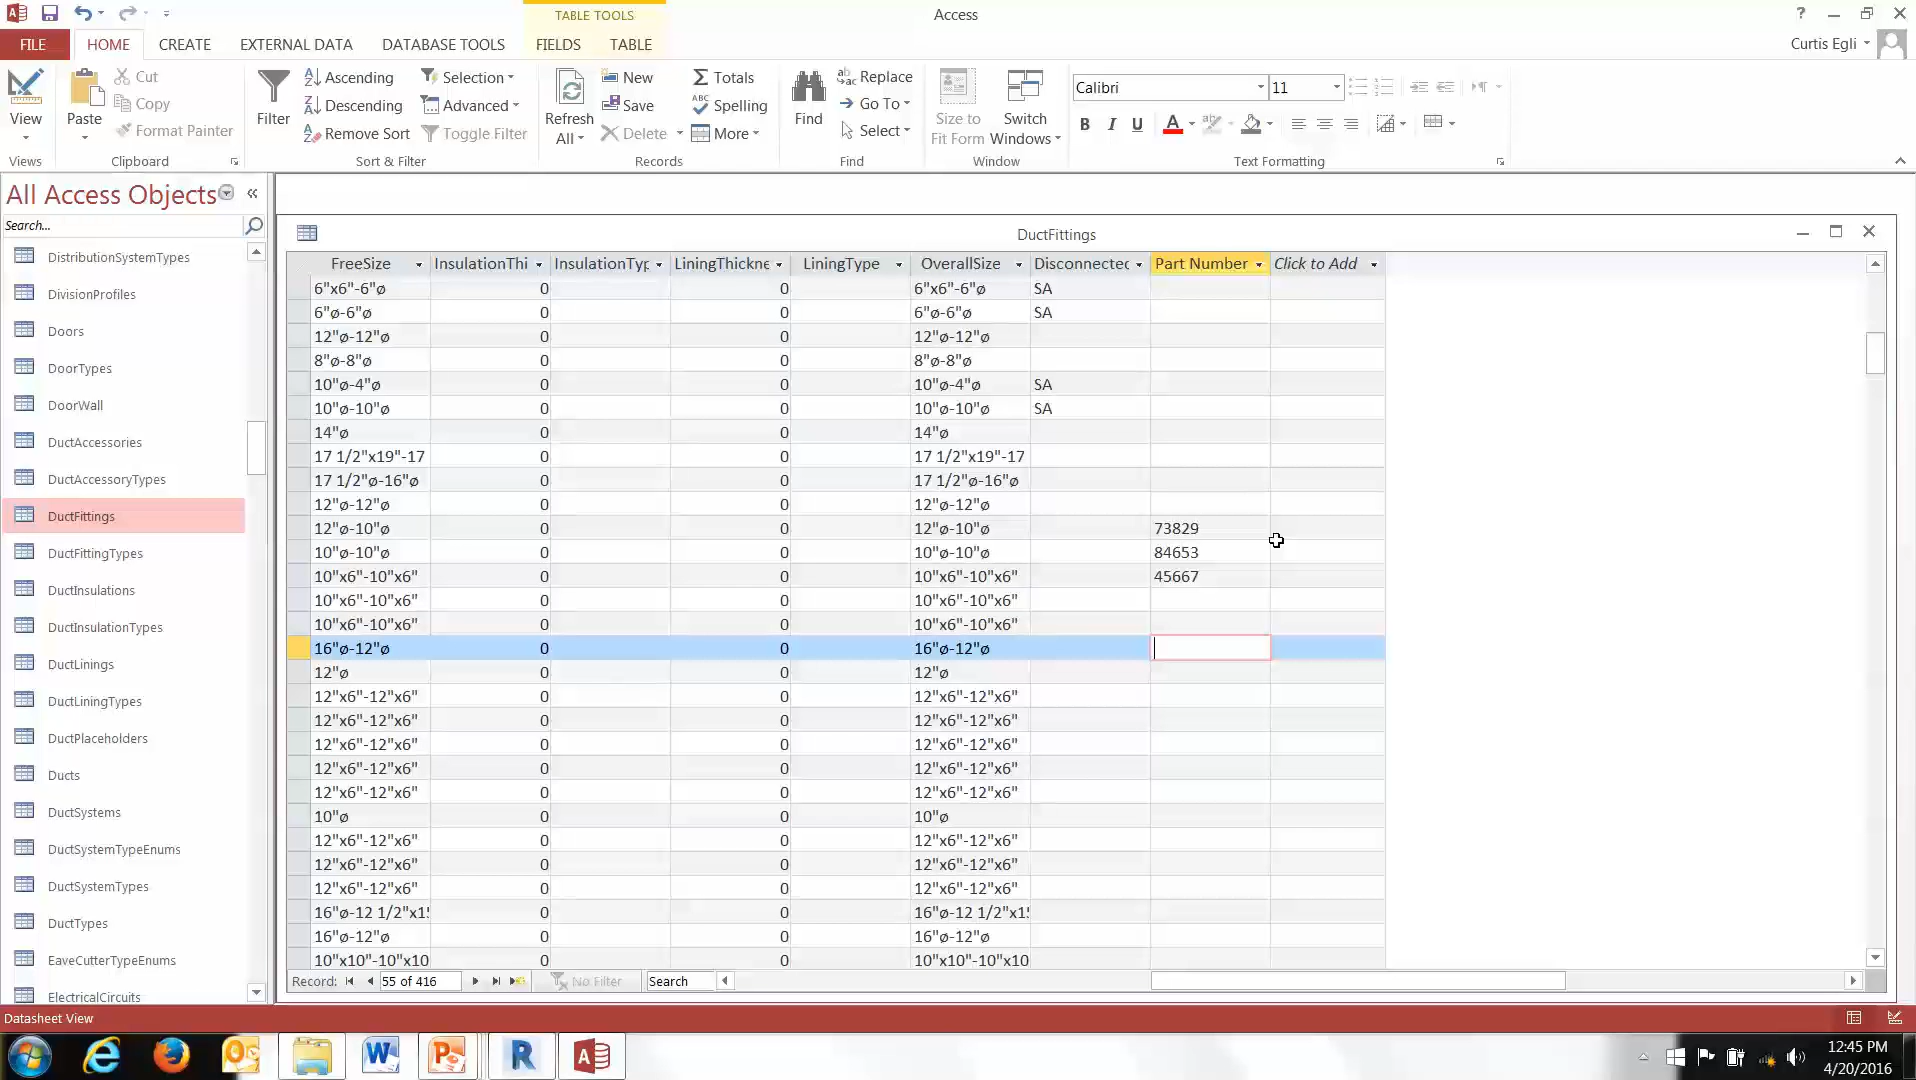 TABLE TOOLS
Access
FILE HOME CREATE EXTERNAL DATA DATABASE TOOLS FIELDS TABLE
Curtis Egli
View
Paste
Cut
Copy
Format Painter
Filter
Ascending
Descending
Remove Sort
Selection
Advanced
Toggle Filter
Refresh
All
New
Save
Delete
Totals
Spelling
More
Find
Replace
Go To
Select
Size to
Fit Form
Switch
Windows
Calibri 11
B I U
Views Clipboard Sort & Filter Records Find Window Text Formatting
All Access Objects
Search...
DistributionSystemTypes
DivisionProfiles
Doors
DoorTypes
DoorWall
DuctAccessories
DuctAccessoryTypes
DuctFittings
DuctFittingTypes
DuctInsulations
DuctInsulationTypes
DuctLinings
DuctLiningTypes
DuctPlaceholders
Ducts
DuctSystems
DuctSystemTypeEnums
DuctSystemTypes
DuctTypes
EaveCutterTypeEnums
ElectricalCircuits
DuctFittings
FreeSize InsulationThi InsulationTyp LiningThickne LiningType OverallSize Disconnected Part Number Click to Add
6"x6"-6"ø 0 0 6"x6"-6"ø SA
6"ø-6"ø 0 0 6"ø-6"ø SA
12"ø-12"ø 0 0 12"ø-12"ø
8"ø-8"ø 0 0 8"ø-8"ø
10"ø-4"ø 0 0 10"ø-4"ø SA
10"ø-10"ø 0 0 10"ø-10"ø SA
14"ø 0 0 14"ø
17 1/2"x19"-17 0 0 17 1/2"x19"-17
17 1/2"ø-16"ø 0 0 17 1/2"ø-16"ø
12"ø-12"ø 0 0 12"ø-12"ø
12"ø-10"ø 0 0 12"ø-10"ø 73829
10"ø-10"ø 0 0 10"ø-10"ø 84653
10"x6"-10"x6" 0 0 10"x6"-10"x6" 45667
10"x6"-10"x6" 0 0 10"x6"-10"x6"
10"x6"-10"x6" 0 0 10"x6"-10"x6"
16"ø-12"ø 0 0 16"ø-12"ø
12"ø 0 0 12"ø
12"x6"-12"x6" 0 0 12"x6"-12"x6"
12"x6"-12"x6" 0 0 12"x6"-12"x6"
12"x6"-12"x6" 0 0 12"x6"-12"x6"
12"x6"-12"x6" 0 0 12"x6"-12"x6"
12"x6"-12"x6" 0 0 12"x6"-12"x6"
10"ø 0 0 10"ø
12"x6"-12"x6" 0 0 12"x6"-12"x6"
12"x6"-12"x6" 0 0 12"x6"-12"x6"
12"x6"-12"x6" 0 0 12"x6"-12"x6"
16"ø-12 1/2"x15 0 0 16"ø-12 1/2"x15
16"ø-12"ø 0 0 16"ø-12"ø
10"x10"-10"x10 0 0 10"x10"-10"x10
Record: 55 of 416 No Filter Search
Datasheet View
12:45 PM
4/20/2016